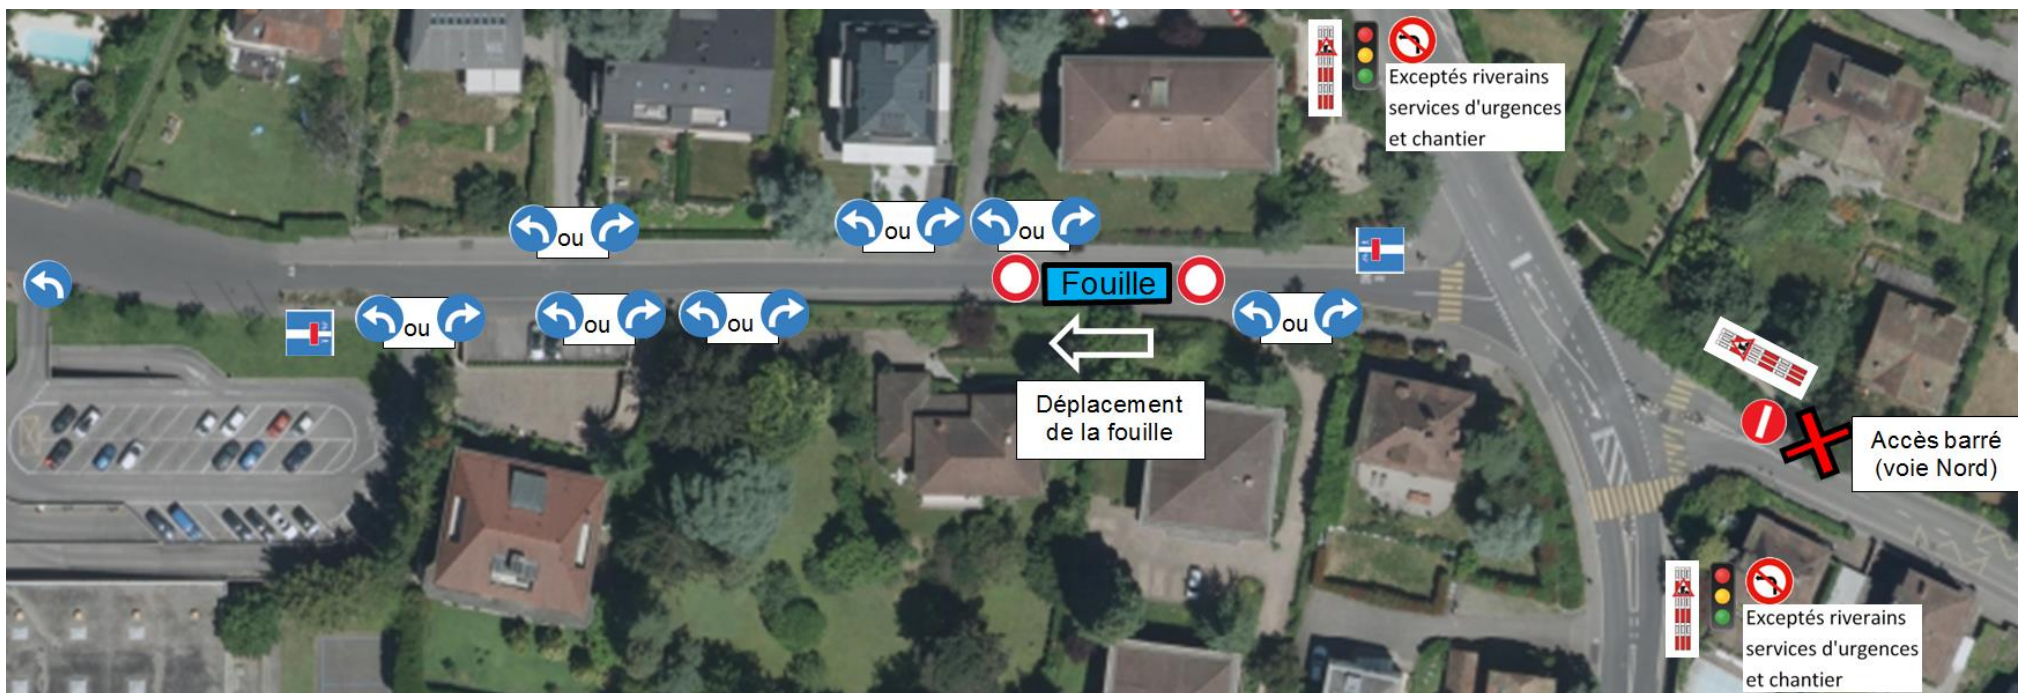 Exceptés riverains
services d'urgences
et chantier
ou
ou
ou
Fouille
ou
ou
ou
ou
Déplacement
de la fouille
Accès barré
(voie Nord)
Exceptés riverains
services d'urgences
et chantier